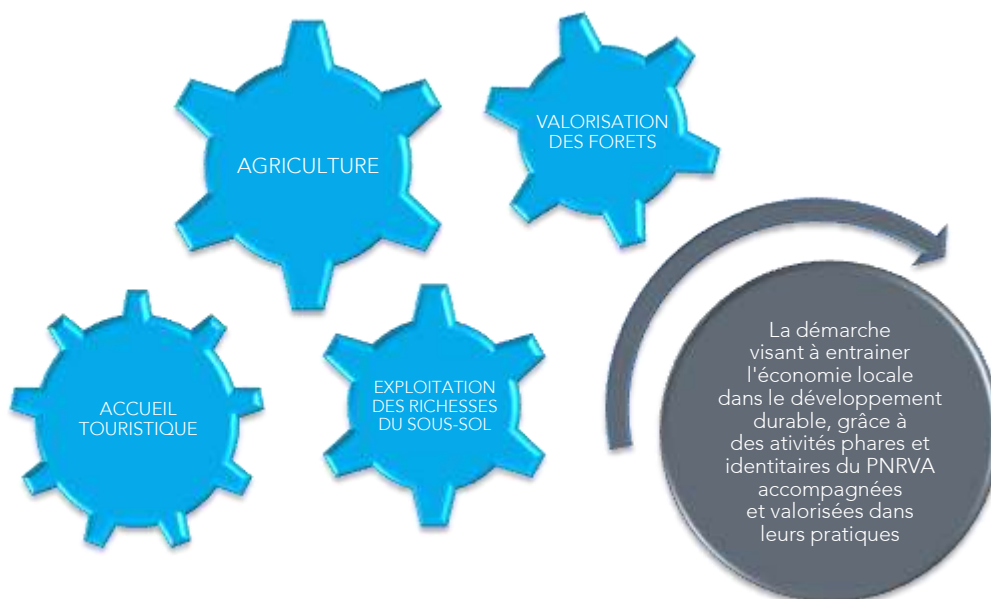 AGRICULTURE
VALORISATION
DES FORETS
ACCUEIL
TOURISTIQUE
EXPLOITATION
DES RICHESSES
DU SOUS-SOL
La démarche
visant à entrainer
l'économie locale
dans le développement
durable, grâce à
des ativités phares et
identitaires du PNRVA
accompagnées
et valorisées dans
leurs pratiques